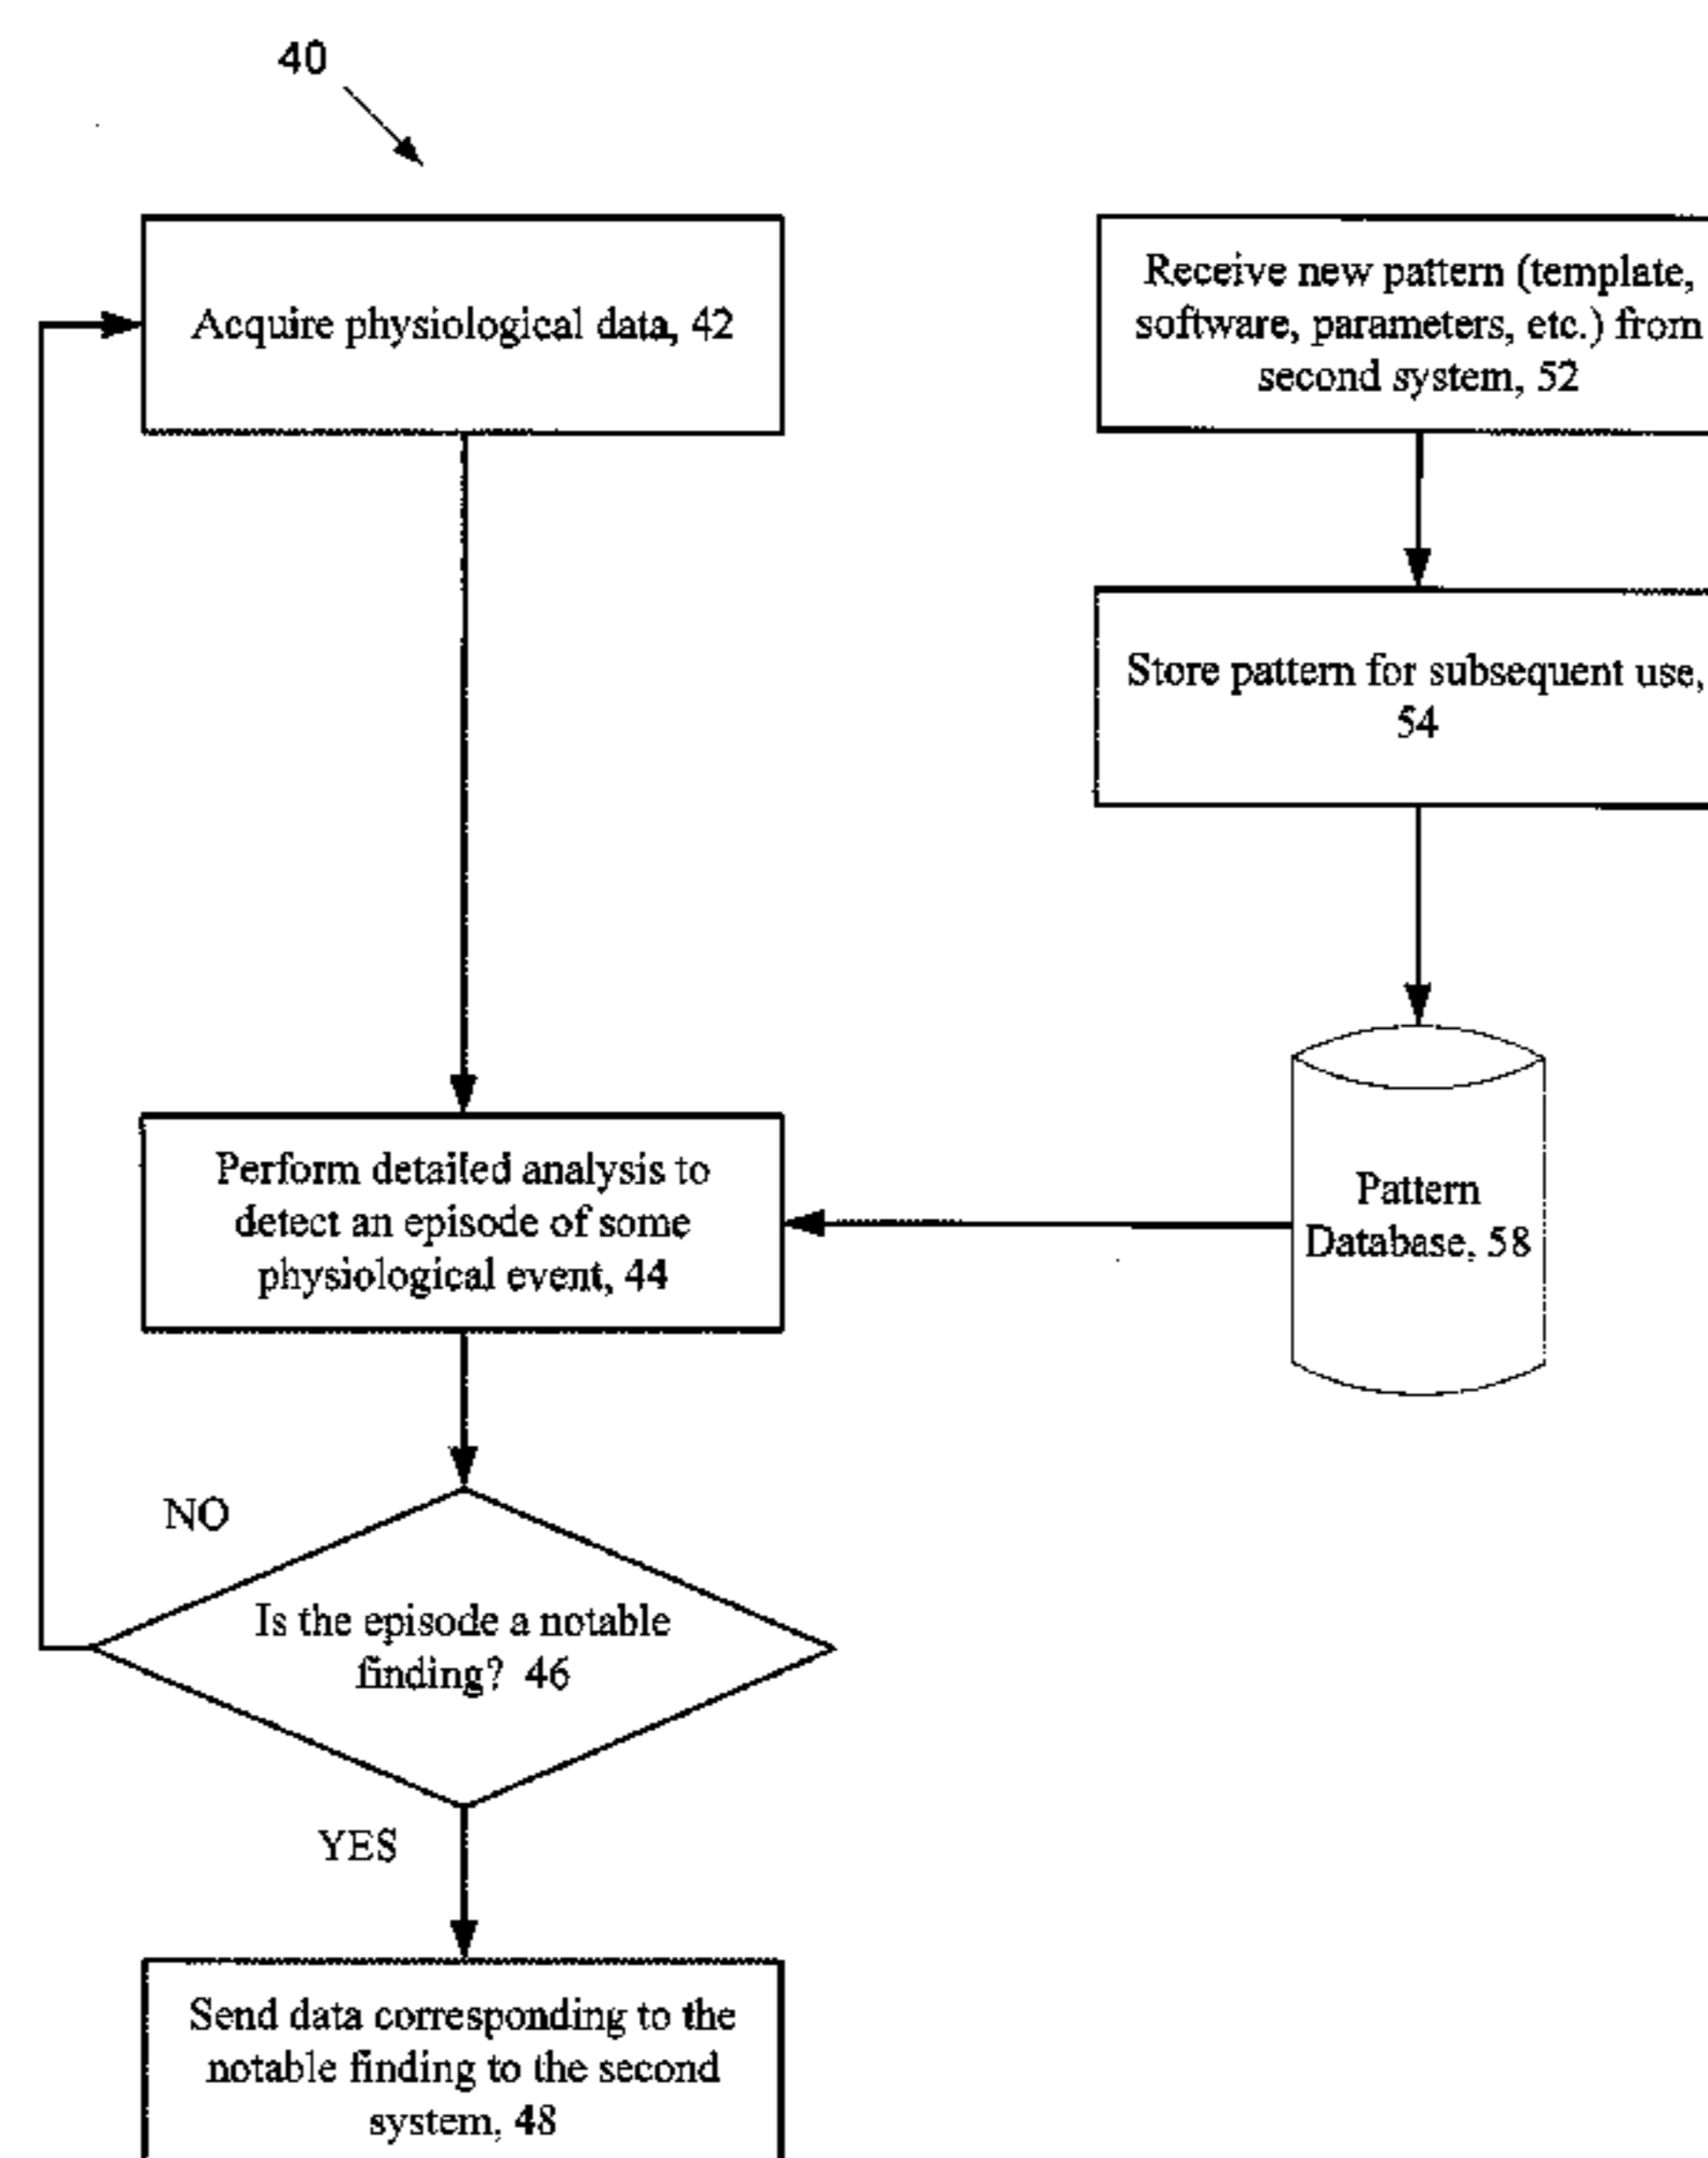 40
Acquire physiological data, 42
Receive new pattern (template,
software, parameters, etc.) from
second system, 52
Store pattern for subsequent use,
54
Perform detailed analysis to
detect an episode of some
physiological event, 44
Pattern
Database, 58
NO
Is the episode a notable
finding? 46
YES
Send data corresponding to the
notable finding to the second
system, 48